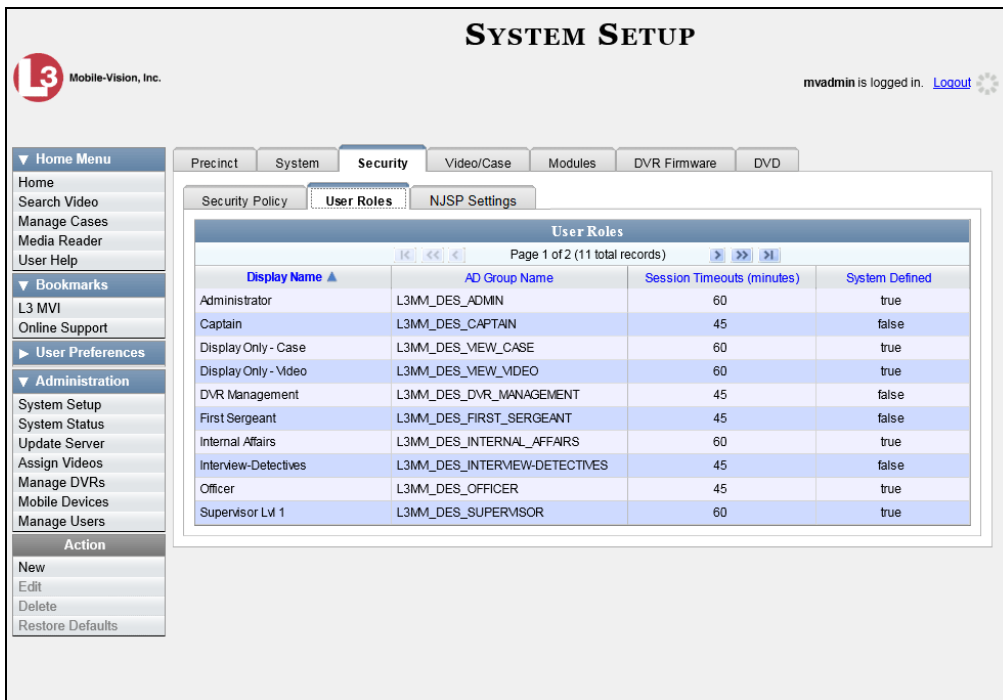 SYSTEM SETUP
L3 Mobile-Vision, Inc.
mvadmin is logged in. Logout
▼ Home Menu
Home
Search Video
Manage Cases
Media Reader
User Help
▼ Bookmarks
L3 MVI
Online Support
▶ User Preferences
▼ Administration
System Setup
System Status
Update Server
Assign Videos
Manage DVRs
Mobile Devices
Manage Users
Action
New
Edit
Delete
Restore Defaults
Precinct System Security Video/Case Modules DVR Firmware DVD
Security Policy User Roles NJSP Settings
User Roles
Page 1 of 2 (11 total records)
Display Name ▲ AD Group Name Session Timeouts (minutes) System Defined
Administrator L3MM_DES_ADMIN 60 true
Captain L3MM_DES_CAPTAIN 45 false
Display Only - Case L3MM_DES_VIEW_CASE 60 true
Display Only - Video L3MM_DES_VIEW_VIDEO 60 true
DVR Management L3MM_DES_DVR_MANAGEMENT 45 false
First Sergeant L3MM_DES_FIRST_SERGEANT 45 false
Internal Affairs L3MM_DES_INTERNAL_AFFAIRS 60 true
Interview-Detectives L3MM_DES_INTERVIEW-DETECTIVES 45 false
Officer L3MM_DES_OFFICER 45 true
Supervisor Lvl 1 L3MM_DES_SUPERVISOR 60 true